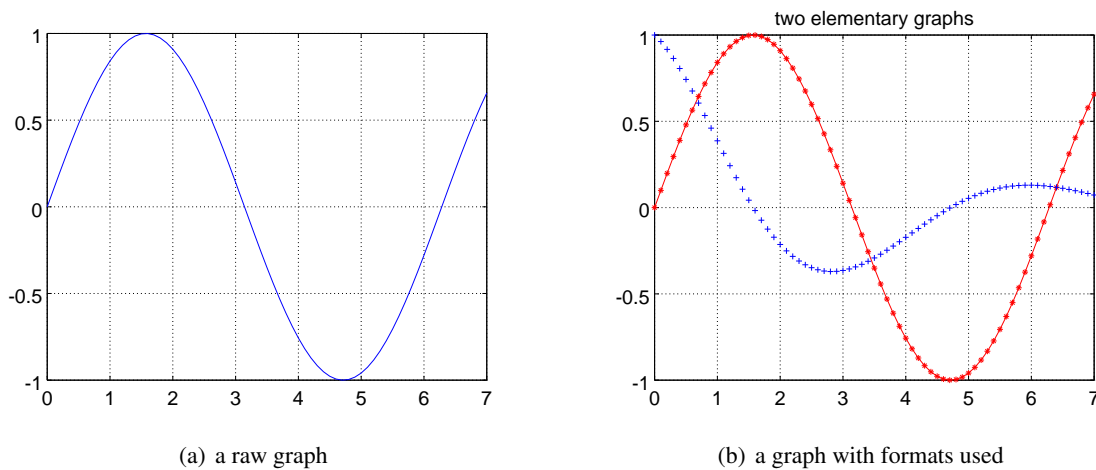 1
0.5
0
-0.5
-1
0 1 2 3 4 5 6 7
(a) a raw graph
two elementary graphs
1
0.5
0
-0.5
-1
0 1 2 3 4 5 6 7
(b) a graph with formats used